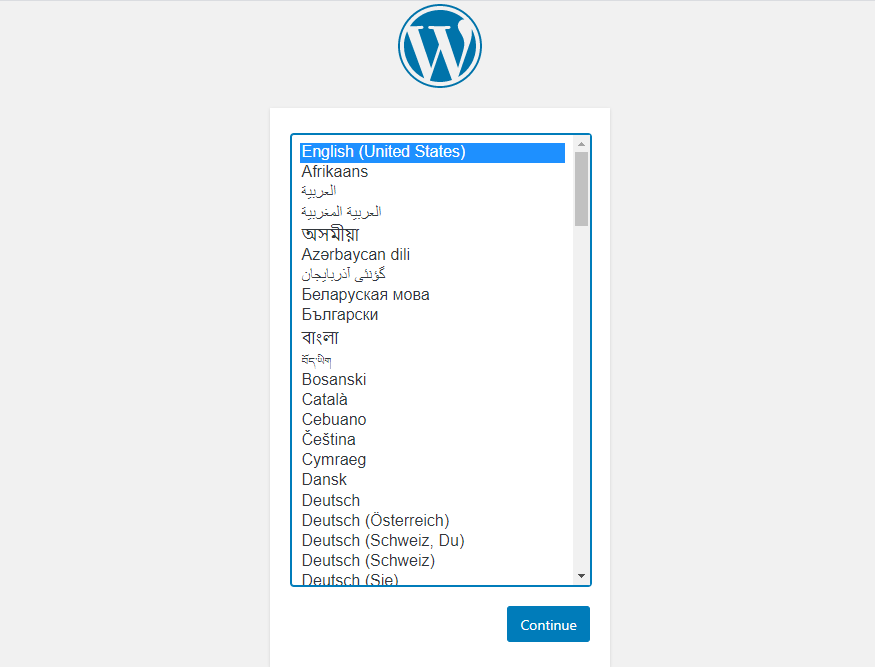 English (United States)
Afrikaans
العربية
العربية المغربية
অসমীয়া
Azərbaycan dili
گؤنئی آذربایجان
Беларуская мова
Български
বাংলা
བོད་ཡིག
Bosanski
Català
Cebuano
Čeština
Cymraeg
Dansk
Deutsch
Deutsch (Österreich)
Deutsch (Schweiz, Du)
Deutsch (Schweiz)
Deutsch (Sie)
Continue